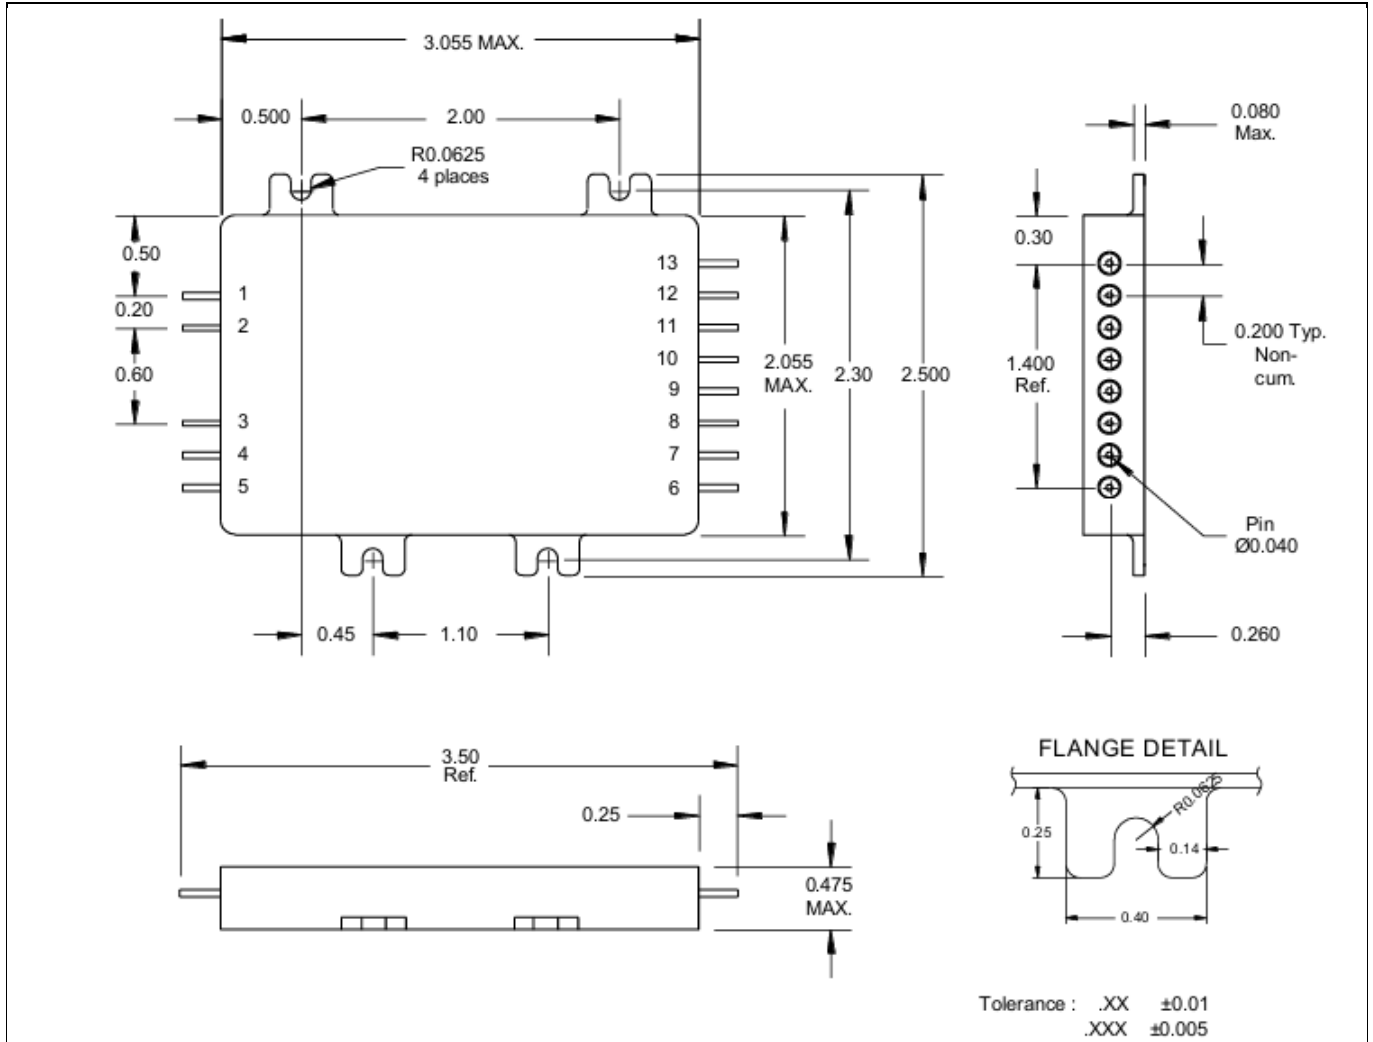 3.055 MAX.
0.500
2.00
R0.0625
4 places
0.080
Max.
0.50
0.20
0.60
1
2
3
4
5
13
12
11
10
9
8
7
6
2.055
MAX.
2.30
2.500
0.30
1.400
Ref.
0.200 Typ.
Non-
cum.
Pin
Ø0.040
0.260
0.45
1.10
3.50
Ref.
0.25
0.475
MAX.
FLANGE DETAIL
R0.0625
0.25
0.14
0.40
Tolerance : .XX ±0.01
.XXX ±0.005